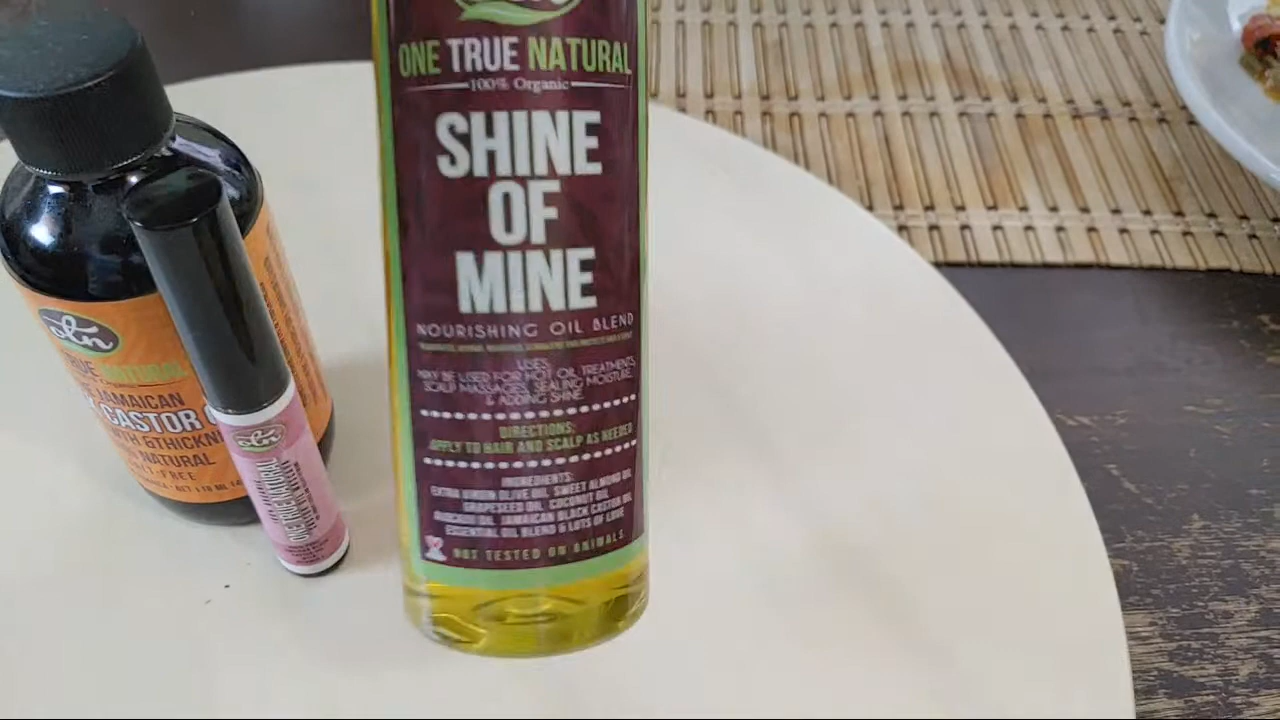 ONE TRUE NATURAL
100% Organic
SHINE
OF
MINE
NOURISHING OIL BLEND
USES:
MAY BE USED FOR HOT OIL TREATMENTS,
SCALP MASSAGES, SEALING MOISTURE,
& ADDING SHINE.
DIRECTIONS:
APPLY TO HAIR AND SCALP AS NEEDED
INGREDIENTS:
EXTRA VIRGIN OLIVE OIL, SWEET ALMOND OIL
GRAPESEED OIL, COCONUT OIL
AVOCADO OIL, JAMAICAN BLACK CASTOR OIL
ESSENTIAL OIL BLEND & LOTS OF LOVE
NOT TESTED ON ANIMALS
otn
TRUE NATURAL
JAMAICAN
CASTOR
NATURAL
otn
ONE TRUE NATURAL